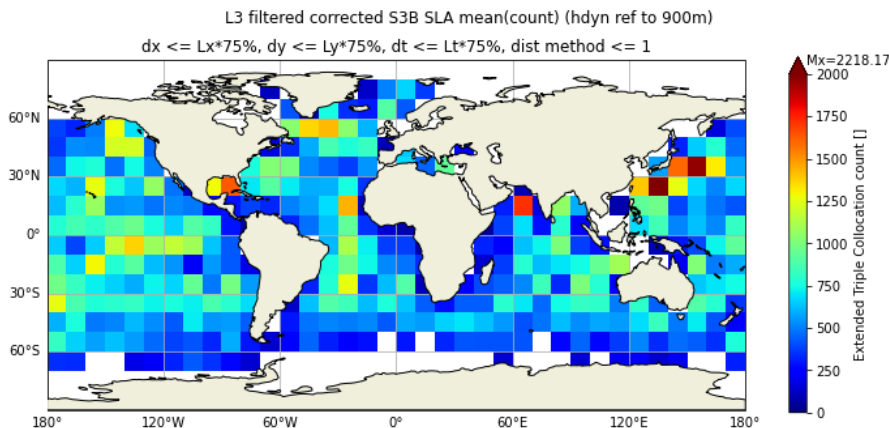 L3 filtered corrected S3B SLA mean(count) (hdyn ref to 900m)
dx <= Lx*75%, dy <= Ly*75%, dt <= Lt*75%, dist method <= 1
Mx=2218.17
2000
1750
1500
1250
1000
750
500
250
0
Extended Triple Collocation count []
60°N
30°N
0°
30°S
60°S
180° 120°W 60°W 0° 60°E 120°E 180°